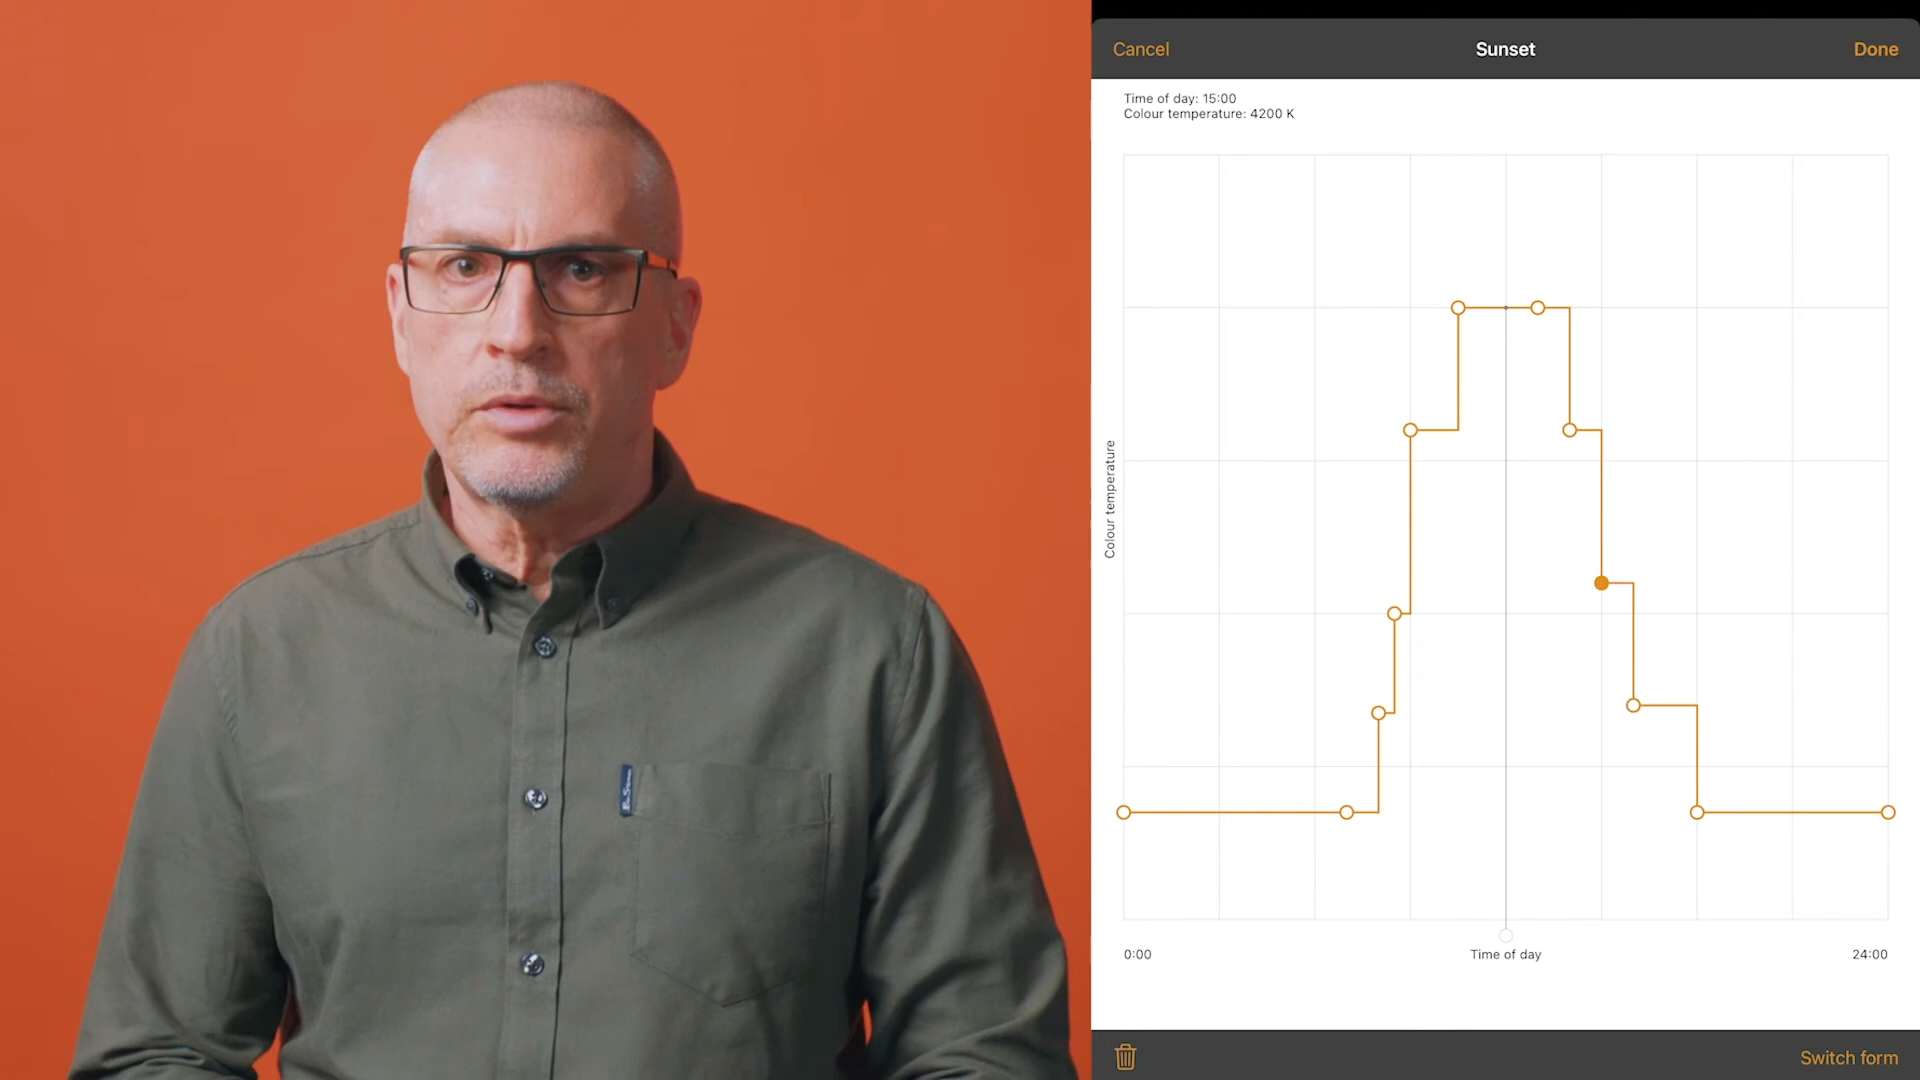 Cancel
Sunset
Done
Time of day: 15:00
Colour temperature: 4200 K
Colour temperature
0:00
Time of day
24:00
Switch form